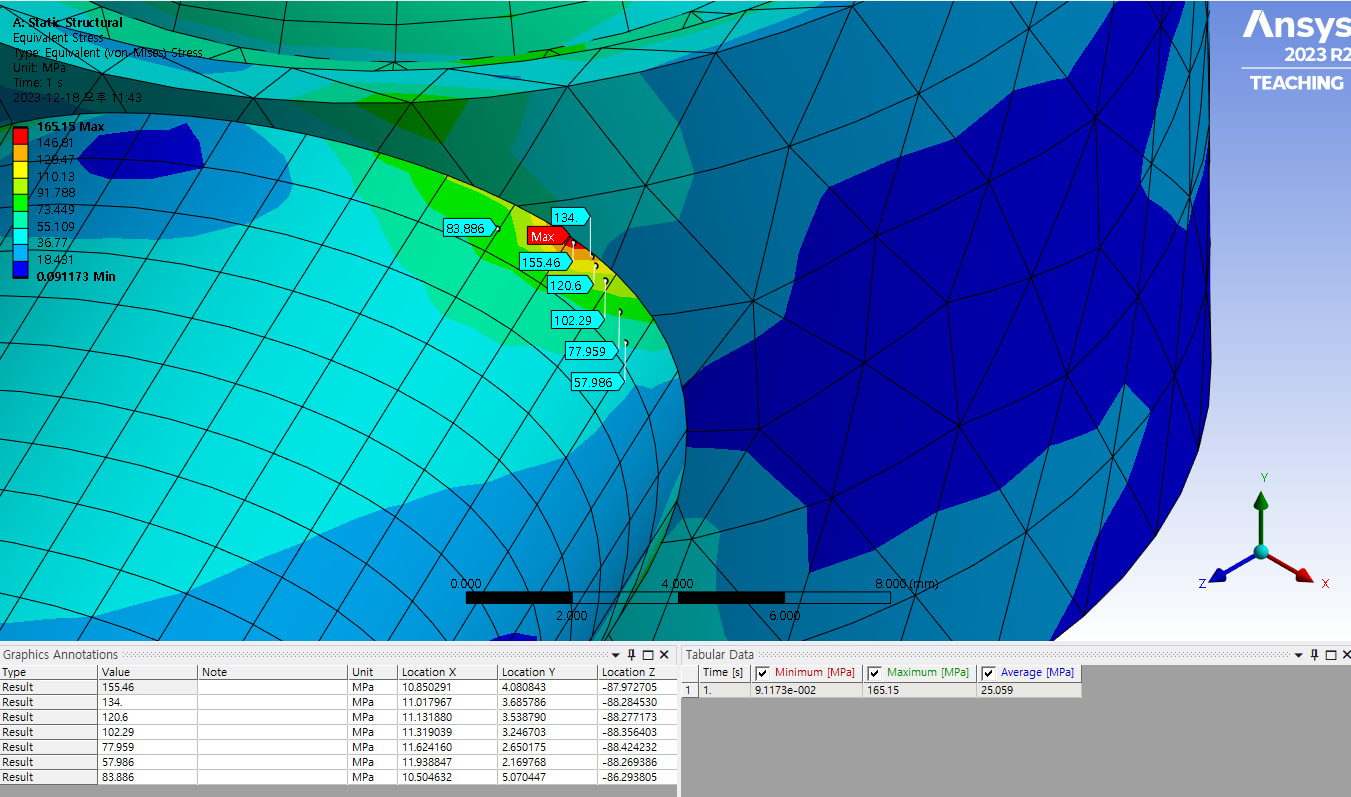 A: Static Structural
Equivalent Stress
Type: Equivalent (von-Mises) Stress
Unit: MPa
Time: 1 s
2023-12-18 오후 11:43
165.15 Max
146.81
128.47
110.13
91.788
73.449
55.109
36.77
18.431
0.091173 Min
Ansys
2023 R2
TEACHING
134.
83.886
Max
155.46
120.6
102.29
77.959
57.986
0.000 4.000 8.000 (mm)
2.000 6.000
Y
Z X
Graphics Annotations
Type Value Note Unit Location X Location Y Location Z
Result 155.46 MPa 10.850291 4.080843 -87.972705
Result 134. MPa 11.017967 3.685786 -88.284530
Result 120.6 MPa 11.131880 3.538790 -88.277173
Result 102.29 MPa 11.319039 3.246703 -88.356403
Result 77.959 MPa 11.624160 2.650175 -88.424232
Result 57.986 MPa 11.938847 2.169768 -88.269386
Result 83.886 MPa 10.504632 5.070447 -86.293805
Tabular Data
Time [s] Minimum [MPa] Maximum [MPa] Average [MPa]
1 1. 9.1173e-002 165.15 25.059